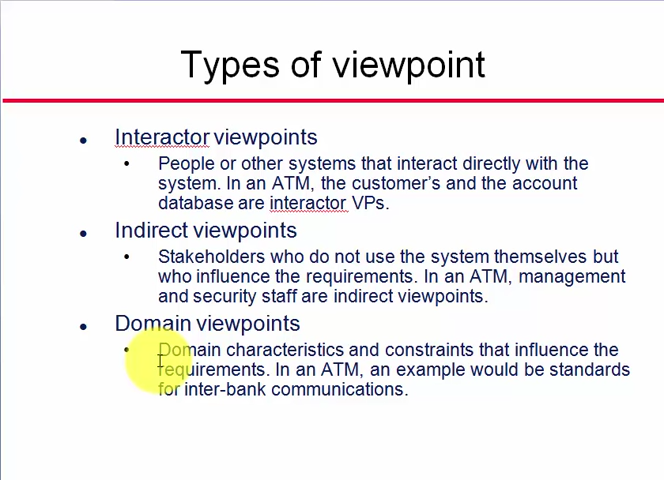 Types of viewpoint
Interactor viewpoints
People or other systems that interact directly with the
system. In an ATM, the customer's and the account
database are interactor VPs.
Indirect viewpoints
Stakeholders who do not use the system themselves but
who influence the requirements. In an ATM, management
and security staff are indirect viewpoints.
Domain viewpoints
Domain characteristics and constraints that influence the
requirements. In an ATM, an example would be standards
for inter-bank communications.